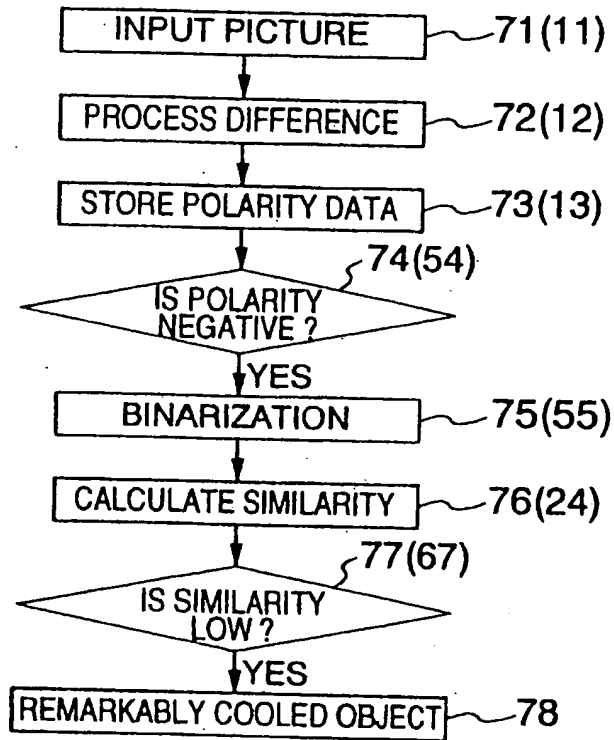 INPUT PICTURE 71(11)
PROCESS DIFFERENCE 72(12)
STORE POLARITY DATA 73(13)
74(54)
IS POLARITY
NEGATIVE ?
YES
BINARIZATION 75(55)
CALCULATE SIMILARITY 76(24)
77(67)
IS SIMILARITY
LOW ?
YES
REMARKABLY COOLED OBJECT 78